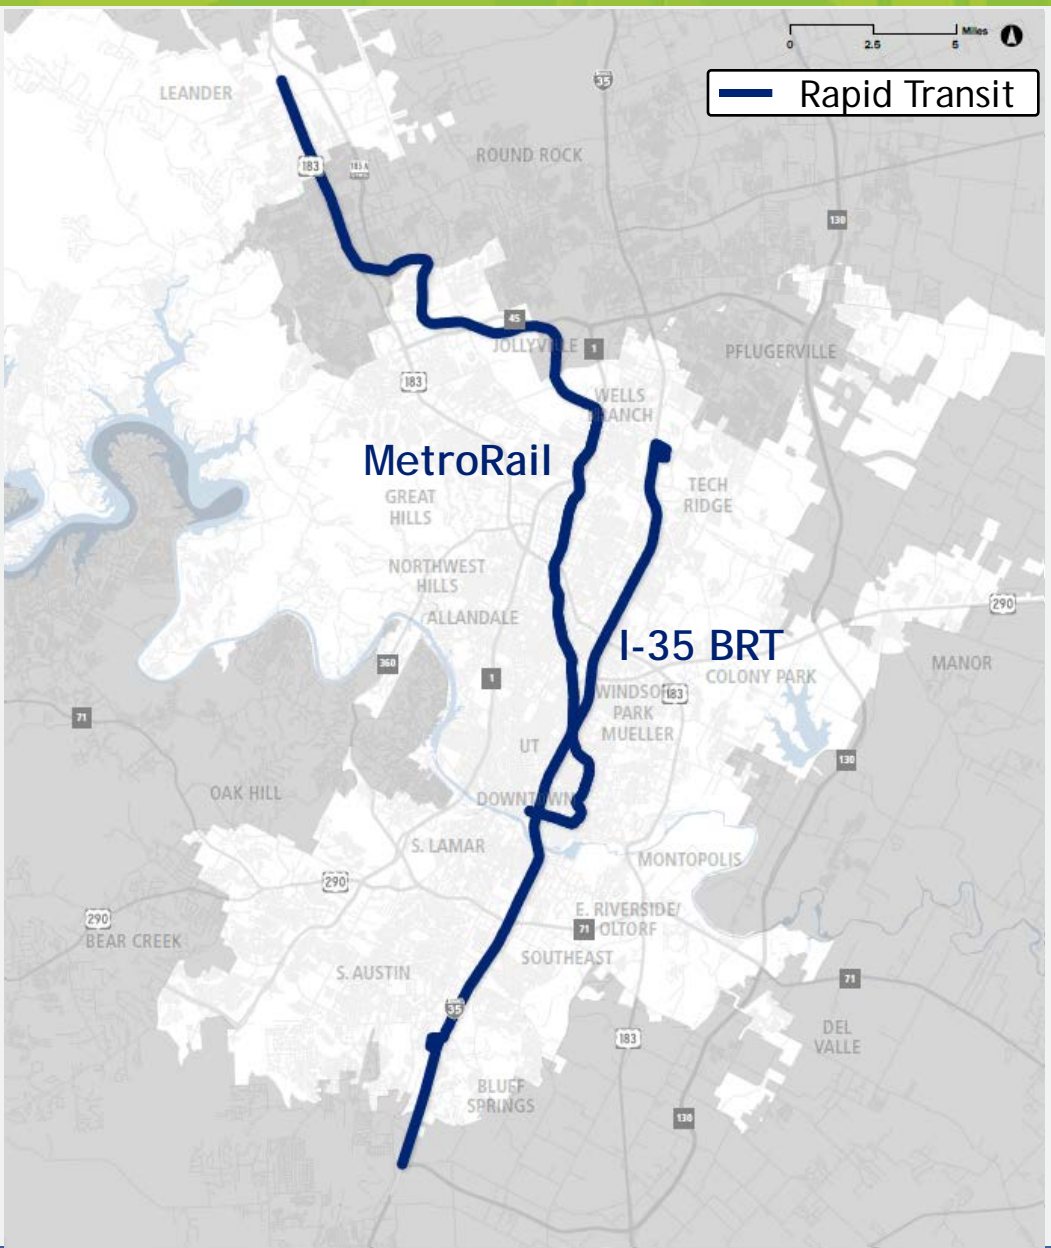 Miles
0 2.5 5
Rapid Transit
LEANDER
35
ROUND ROCK
183
183 A
130
45
JOLLYVILLE
1
PFLUGERVILLE
183
WELLS
BRANCH
MetroRail
GREAT
HILLS
TECH
RIDGE
NORTHWEST
HILLS
ALLANDALE
290
I-35 BRT
360
1
COLONY PARK
MANOR
WINDSOR
PARK
183
MUELLER
71
UT
130
OAK HILL
DOWNTOWN
S. LAMAR
MONTOPOLIS
290
290
E. RIVERSIDE/
71 OLTORF
BEAR CREEK
SOUTHEAST
S. AUSTIN
71
35
183
DEL
VALLE
BLUFF
SPRINGS
130